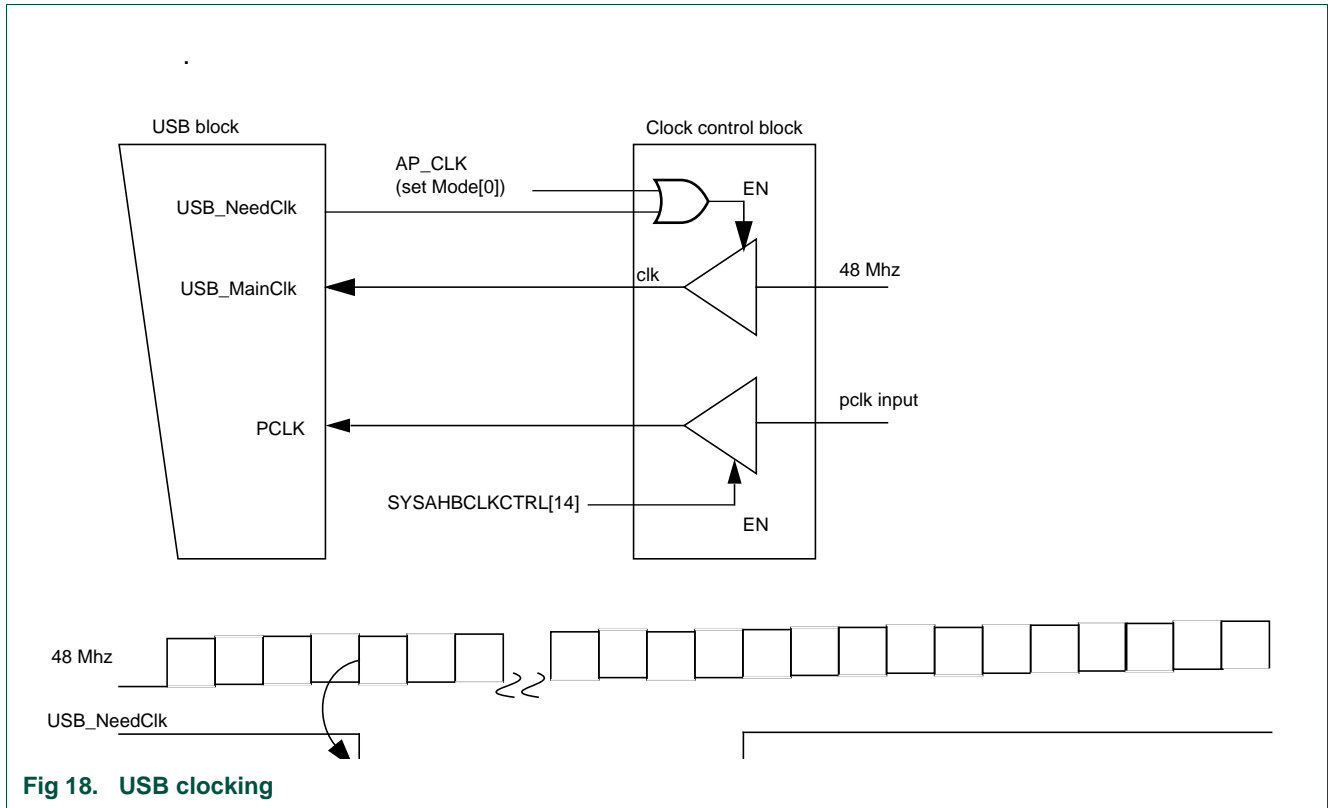 .
USB block
Clock control block
AP_CLK
(set Mode[0])
EN
USB_NeedClk
clk
48 Mhz
USB_MainClk
pclk input
PCLK
SYSAHBCLKCTRL[14]
EN
48 Mhz
USB_NeedClk
Fig 18. USB clocking